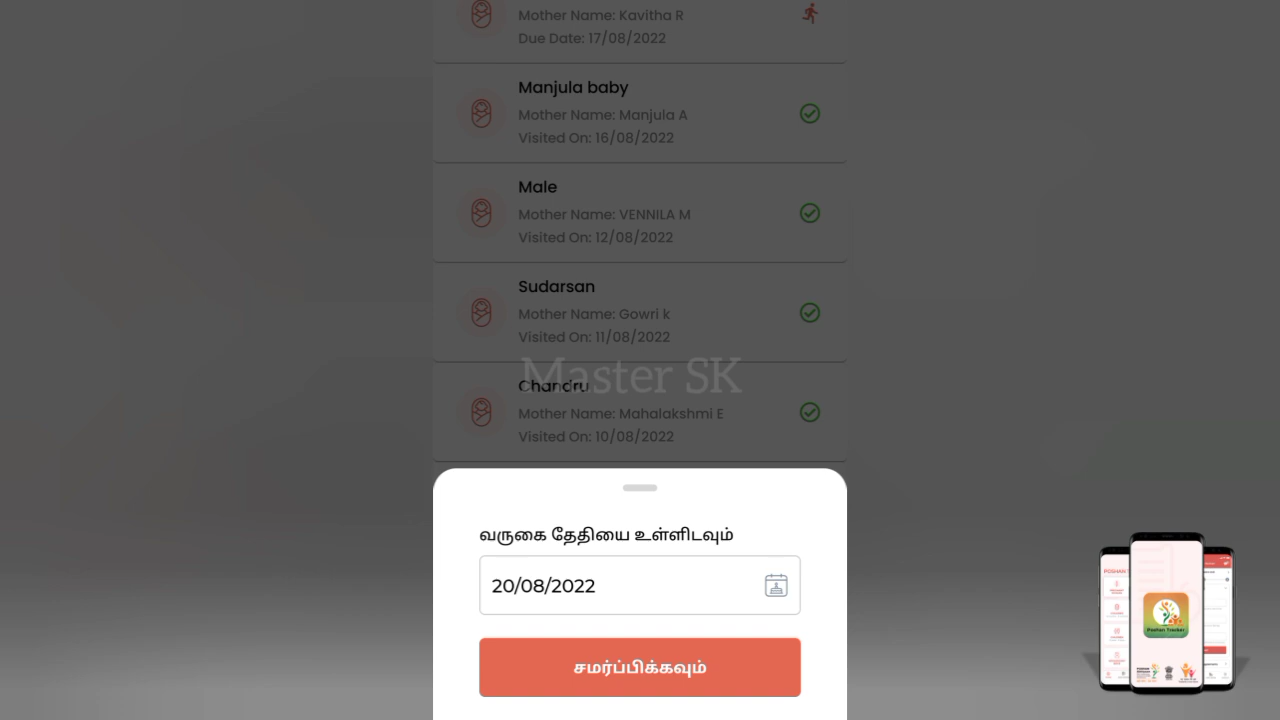 Mother Name: Kavitha R
Due Date: 17/08/2022
Manjula baby
Mother Name: Manjula A
Visited On: 16/08/2022
Male
Mother Name: VENNILA M
Visited On: 12/08/2022
Sudarsan
Mother Name: Gowri k
Visited On: 11/08/2022
Master SK
Chandru
Mother Name: Mahalakshmi E
Visited On: 10/08/2022
வருகை தேதியை உள்ளிடவும்
20/08/2022
சமர்ப்பிக்கவும்
Poshan Tracker